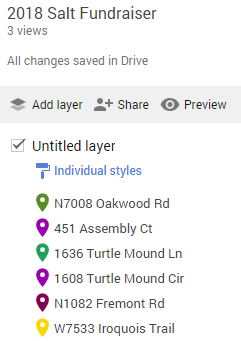 2018 Salt Fundraiser
3 views
All changes saved in Drive
Add layer Share Preview
Untitled layer
Individual styles
N7008 Oakwood Rd
451 Assembly Ct
1636 Turtle Mound Ln
1608 Turtle Mound Cir
N1082 Fremont Rd
W7533 Iroquois Trail